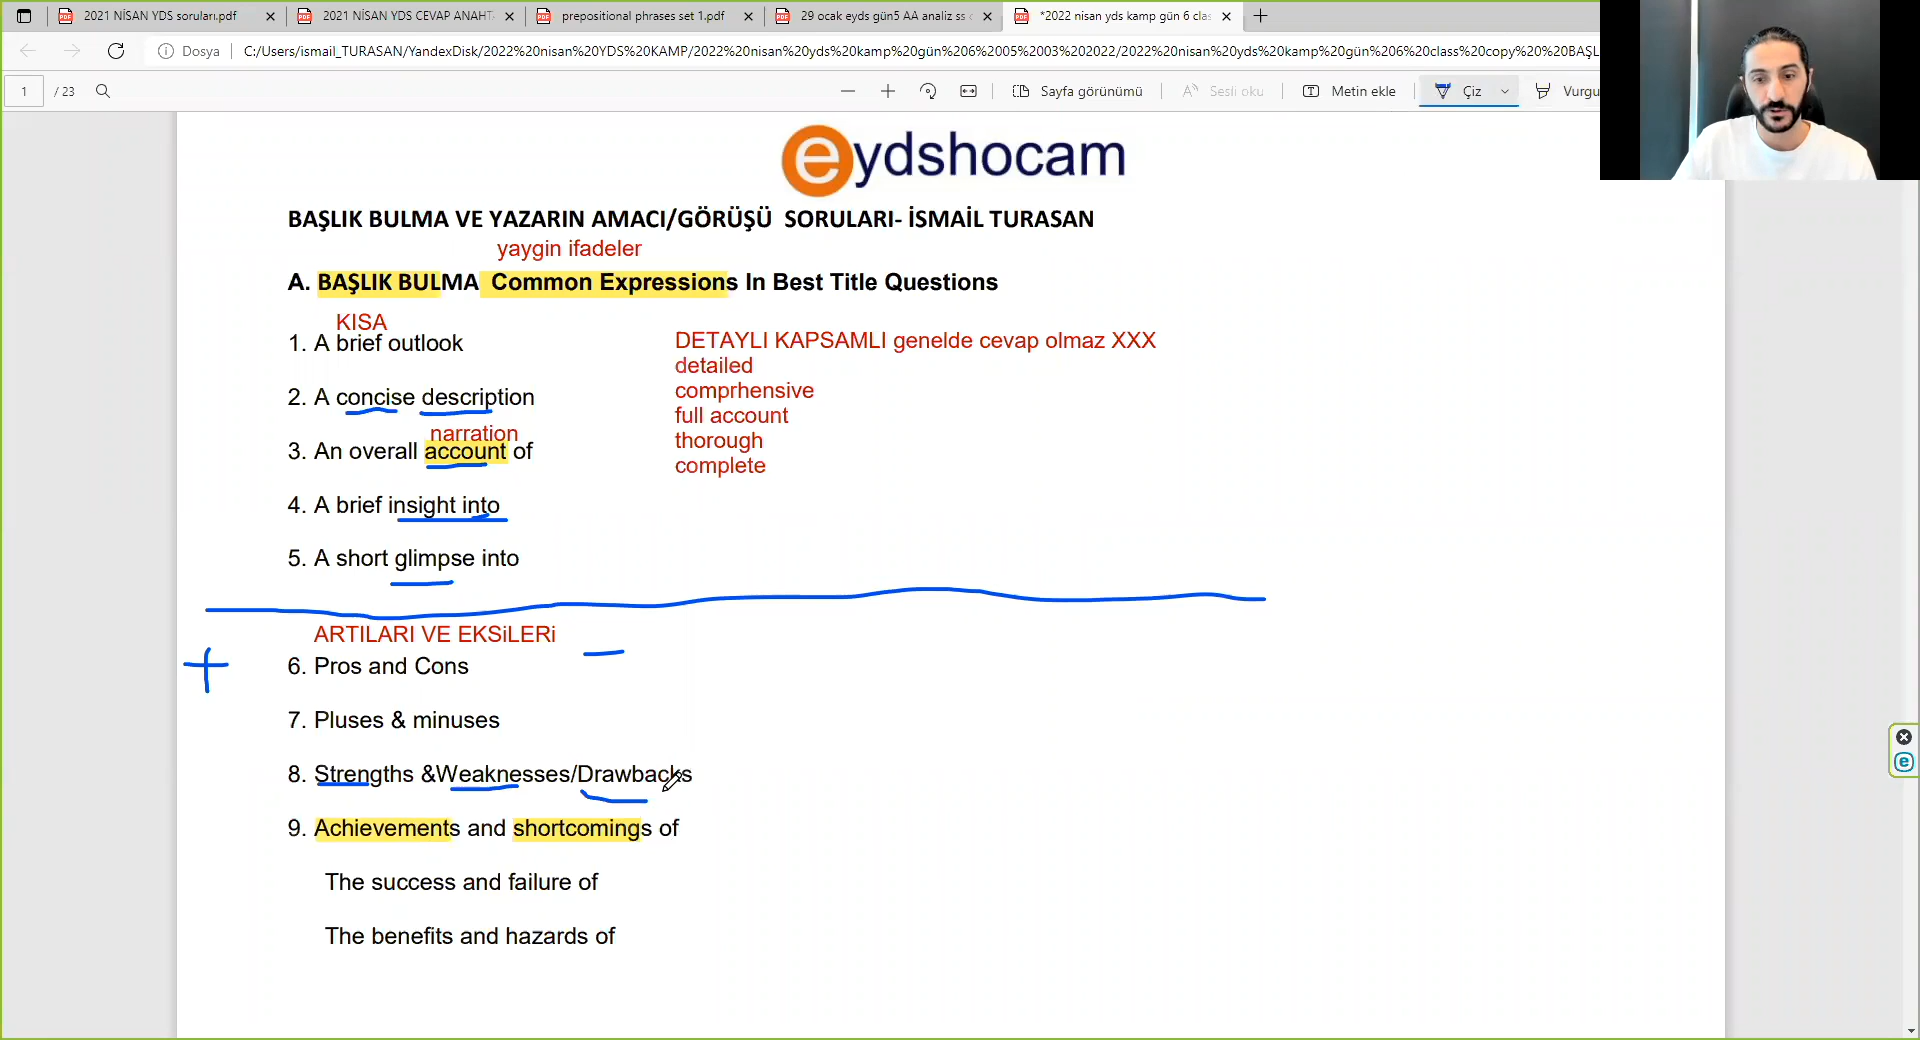 2021 NİSAN YDS soruları.pdf
2021 NİSAN YDS CEVAP ANAHT
prepositional phrases set 1.pdf
29 ocak eyds gün5 AA analiz ss
*2022 nisan yds kamp gün 6 clas
Dosya
C:/Users/ismail_TURASAN/YandexDisk/2022%20nisan%20YDS%20KAMP/2022%20nisan%20yds%20kamp%20gün%206%2005%2003%202022/2022%20nisan%20yds%20kamp%20gün%206%20class%20copy%20%20BAŞL
1 / 23
Sayfa görünümü
Sesli oku
Metin ekle
Çiz
Vurgu
eydshocam
BAŞLIK BULMA VE YAZARIN AMACI/GÖRÜŞÜ SORULARI- İSMAİL TURASAN
yaygin ifadeler
A. BAŞLIK BULMA Common Expressions In Best Title Questions
KISA
1. A brief outlook
DETAYLI KAPSAMLI genelde cevap olmaz XXX
detailed
2. A concise description
comprhensive
full account
narration
thorough
3. An overall account of
complete
4. A brief insight into
5. A short glimpse into
ARTILARI VE EKSiLERi
6. Pros and Cons
7. Pluses & minuses
8. Strengths &Weaknesses/Drawbacks
9. Achievements and shortcomings of
The success and failure of
The benefits and hazards of